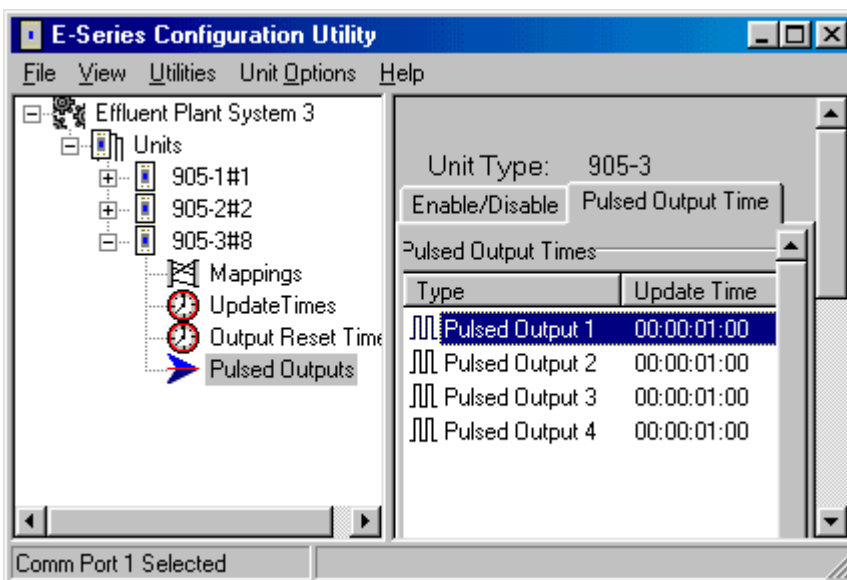 E-Series Configuration Utility
File View Utilities Unit Options Help
Effluent Plant System 3
Units
905-1#1
905-2#2
905-3#8
Mappings
UpdateTimes
Output Reset Time
Pulsed Outputs
Unit Type: 905-3
Enable/Disable Pulsed Output Time
Pulsed Output Times
Type Update Time
Pulsed Output 1 00:00:01:00
Pulsed Output 2 00:00:01:00
Pulsed Output 3 00:00:01:00
Pulsed Output 4 00:00:01:00
Comm Port 1 Selected